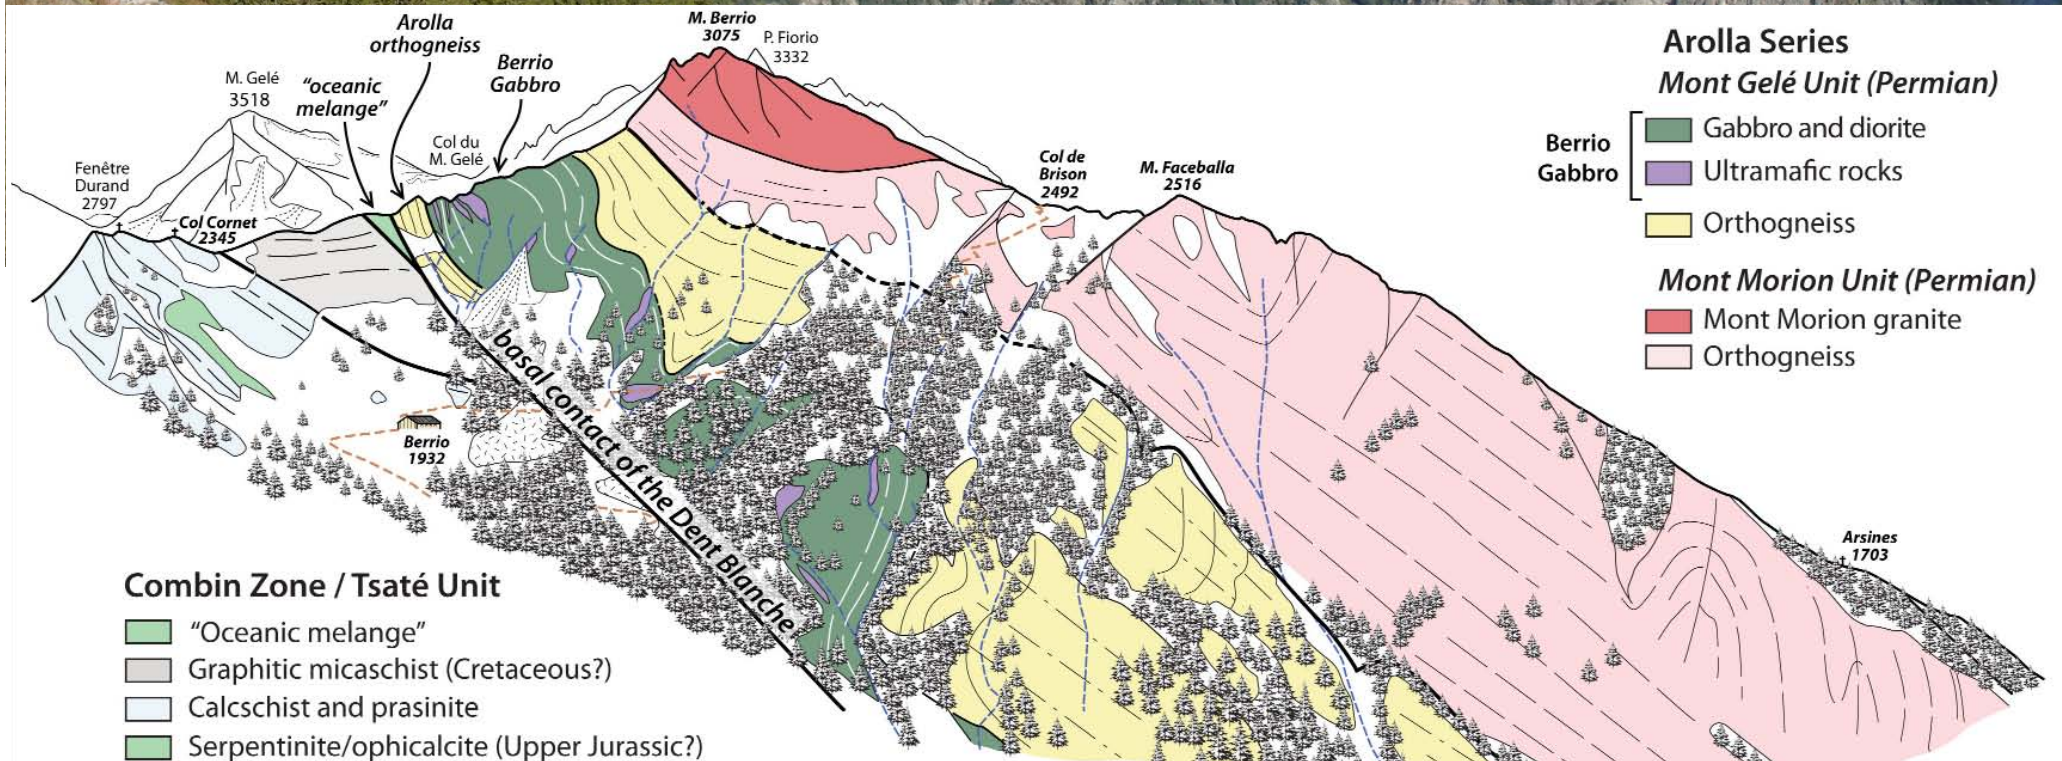 Arolla
orthogneiss
Berrio
Gabbro
"oceanic
melange"
M. Gelé
3518
Fenêtre
Durand
2797
Col Cornet
2345
Col du
M. Gelé
M. Berrio
3075
P. Fiorio
3332
Col de
Brison
2492
M. Faceballa
2516
Arsines
1703
Berrio
1932
basal contact of the Dent Blanche
Arolla Series
Mont Gelé Unit (Permian)
Berrio
Gabbro
Gabbro and diorite
Ultramafic rocks
Orthogneiss
Mont Morion Unit (Permian)
Mont Morion granite
Orthogneiss
Combin Zone / Tsaté Unit
"Oceanic melange"
Graphitic micaschist (Cretaceous?)
Calcschist and prasinite
Serpentinite/ophicalcite (Upper Jurassic?)